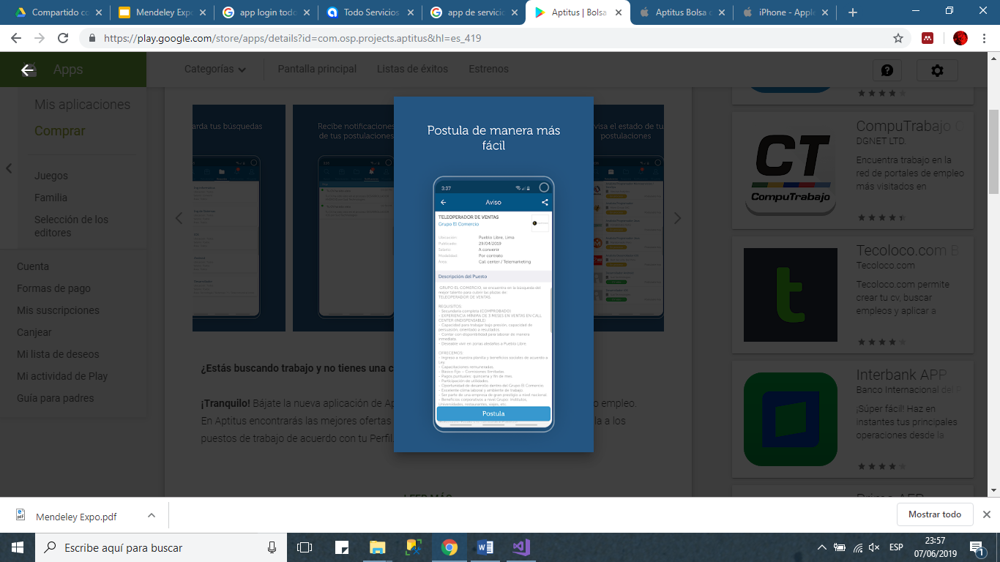 Compartido co
Mendeley Expo
app login todo
Todo Servicios
app de servicio
Aptitus | Bolsa
Aptitus Bolsa d
iPhone - Apple
https://play.google.com/store/apps/details?id=com.osp.projects.aptitus&hl=es_419
Apps
Categorías
Pantalla principal
Listas de éxitos
Estrenos
Mis aplicaciones
Comprar
Juegos
Familia
Selección de los
editores
Cuenta
Formas de pago
Mis suscripciones
Canjear
Mi lista de deseos
Mi actividad de Play
Guía para padres
arda tus búsquedas
Recibe notificaciones
de tus postulaciones
Postula de manera más
fácil
3:37
Aviso
TELEOPERADOR DE VENTAS
Grupo El Comercio
Ubicación: Pueblo Libre, Lima
Publicado: 29/04/2019
Salario: A convenir
Modalidad: Por contrato
Área: Call center / Telemarketing
Descripción del Puesto
GRUPO EL COMERCIO, se encuentra en la búsqueda del
mejor talento para cubrir las plazas de:
TELEOPERADOR DE VENTAS.
REQUISITOS:
- Secundaria completa (COMPROBADO)
- EXPERIENCIA MÍNIMA DE 3 MESES EN VENTAS EN CALL
CENTER (INDISPENSABLE)
- Capacidad para trabajar bajo presión, capacidad de
persuasión, orientado a resultados.
- Contar con disponibilidad para laborar de manera
inmediata
- Deseable vivir en zonas aledañas a Pueblo Libre.
OFRECEMOS:
- Ingreso a nuestra planilla y beneficios sociales de acuerdo a
Ley.
- Capacitaciones remuneradas
- Básico Fijo + Comisiones Ilimitadas
- Pagos puntuales: quincena y fin de mes.
- Participación de utilidades
- Oportunidad de desarrollo dentro del Grupo El Comercio
- Excelente clima laboral y ambiente de trabajo.
- Ser parte de una empresa de gran prestigio a nivel nacional.
- Beneficios corporativos a nivel Grupo: Institutos,
Universidades, restaurantes, viajes, etc.
Postula
visa el estado de tu
postulaciones
¿Estás buscando trabajo y no tienes una c
¡Tranquilo! Bájate la nueva aplicación de Ap
o empleo.
En Aptitus encontrarás las mejores ofertas
la a los
puestos de trabajo de acuerdo con tu Perfil
LEER MÁS
CT
CompuTrabajo
CompuTrabajo
DGNET LTD.
Encuentra trabajo en la
red de portales de empleo
más visitados en
t
Tecoloco.com B
Tecoloco.com
Tecoloco.com permite
crear tu cv, buscar
empleos y aplicar a
Interbank APP
Banco Internacional del
¡Súper fácil! Haz en
instantes tus principales
operaciones desde la
Prima AFP
Mendeley Expo.pdf
Mostrar todo
Escribe aquí para buscar
ESP
23:57
07/06/2019
1